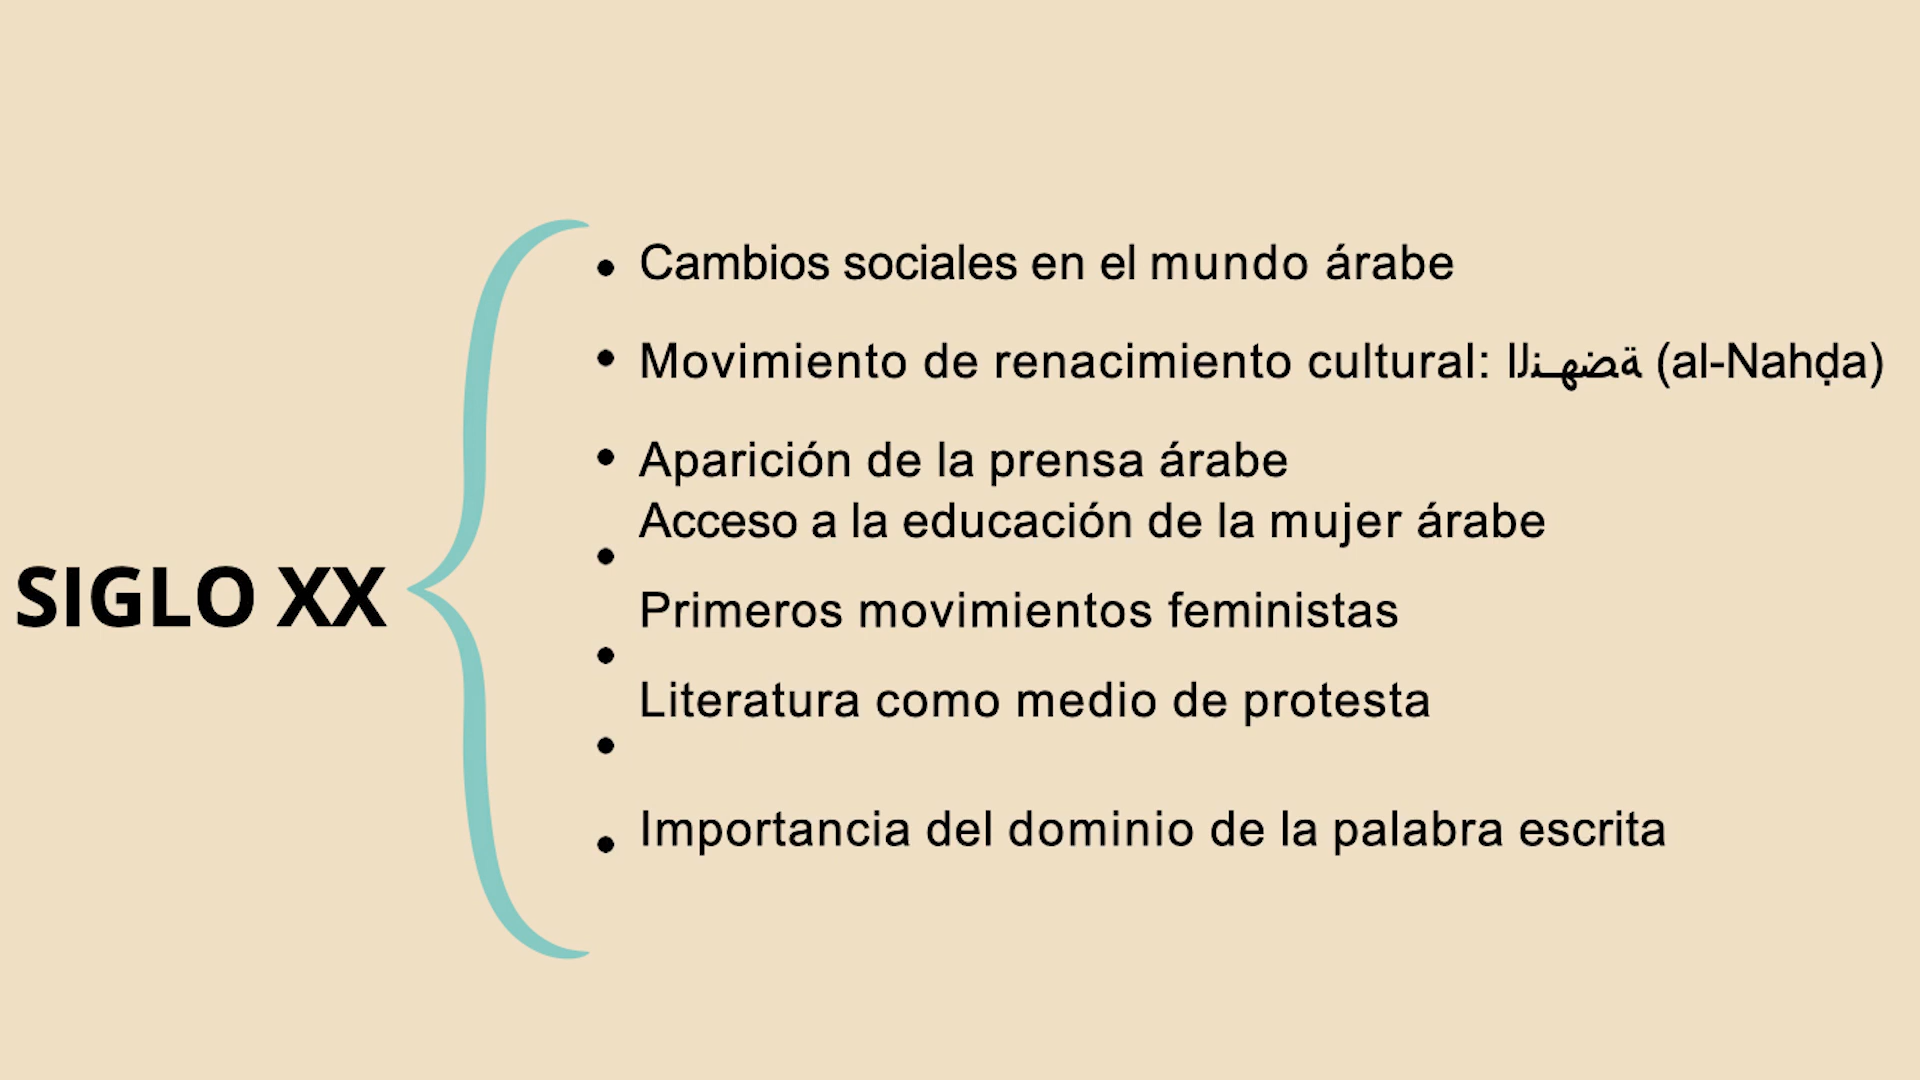 SIGLO XX
• Cambios sociales en el mundo árabe
• Movimiento de renacimiento cultural: النهضة (al-Nahḍa)
• Aparición de la prensa árabe
• Acceso a la educación de la mujer árabe
• Primeros movimientos feministas
• Literatura como medio de protesta
• Importancia del dominio de la palabra escrita